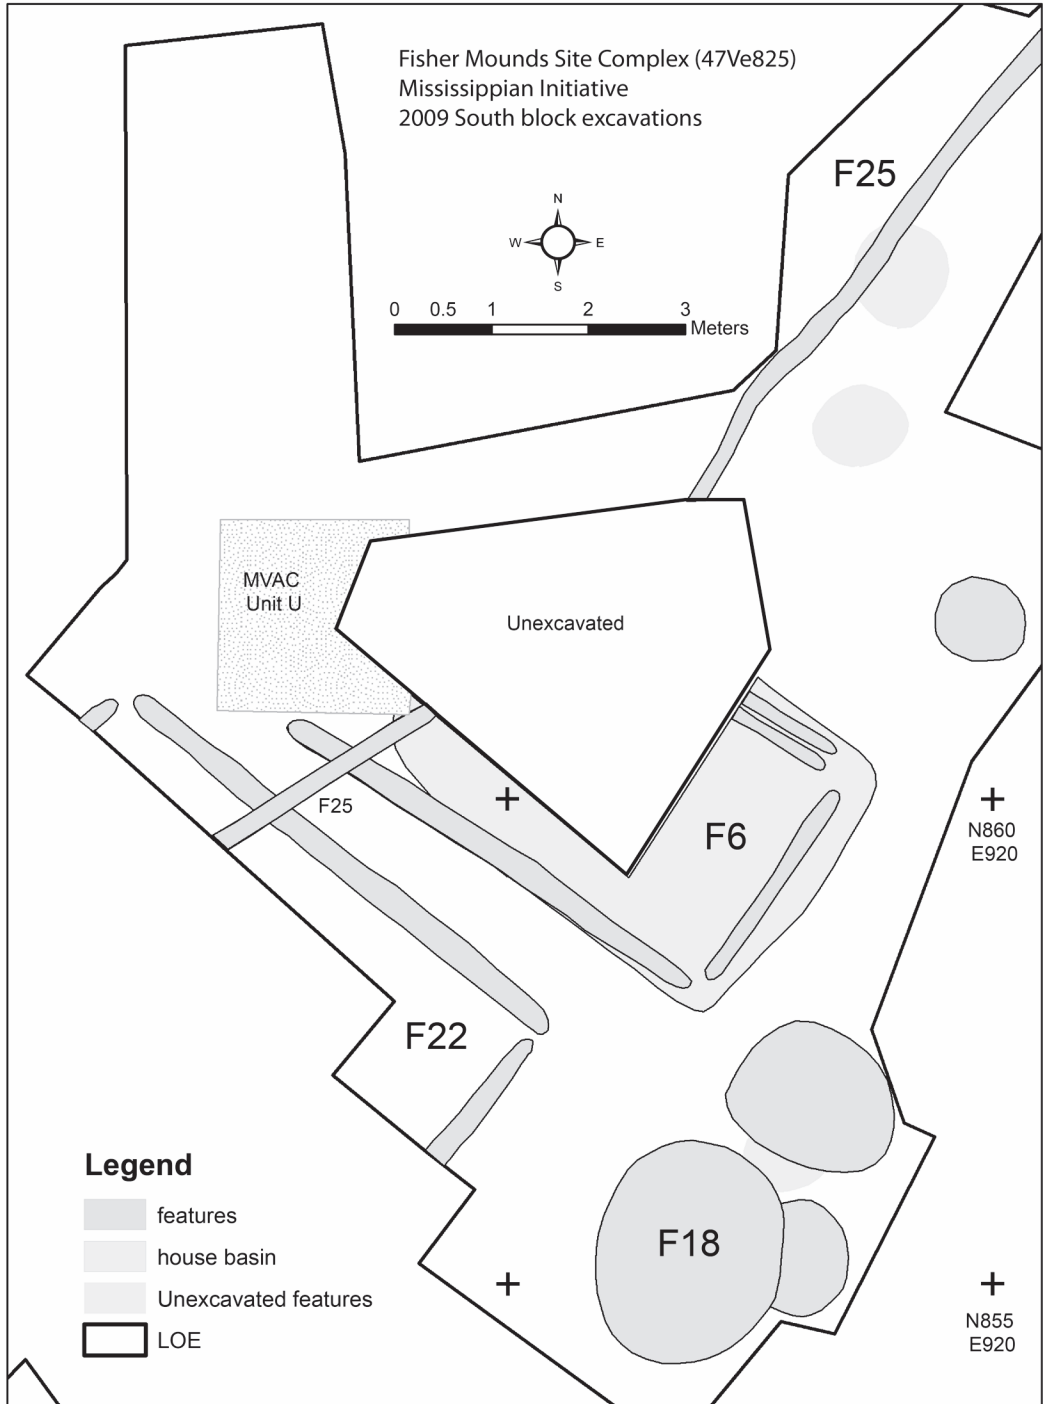 Fisher Mounds Site Complex (47Ve825)
Mississippian Initiative
2009 South block excavations
F25
N
W
E
S
0 0.5 1 2 3
Meters
MVAC
Unit U
Unexcavated
F25
F6
N860
E920
F22
Legend
features
house basin
Unexcavated features
LOE
F18
N855
E920